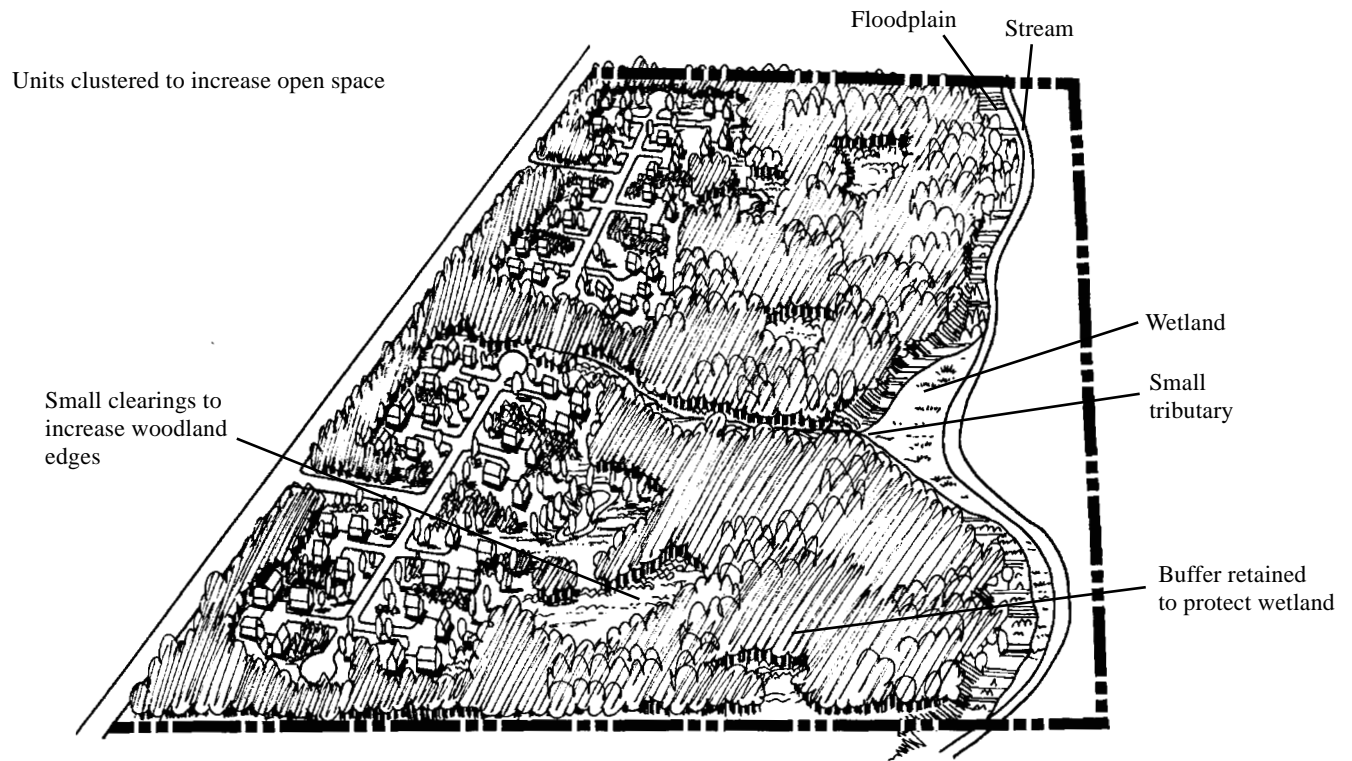 Floodplain
Stream
Units clustered to increase open space
Wetland
Small
tributary
Small clearings to
increase woodland
edges
Buffer retained
to protect wetland